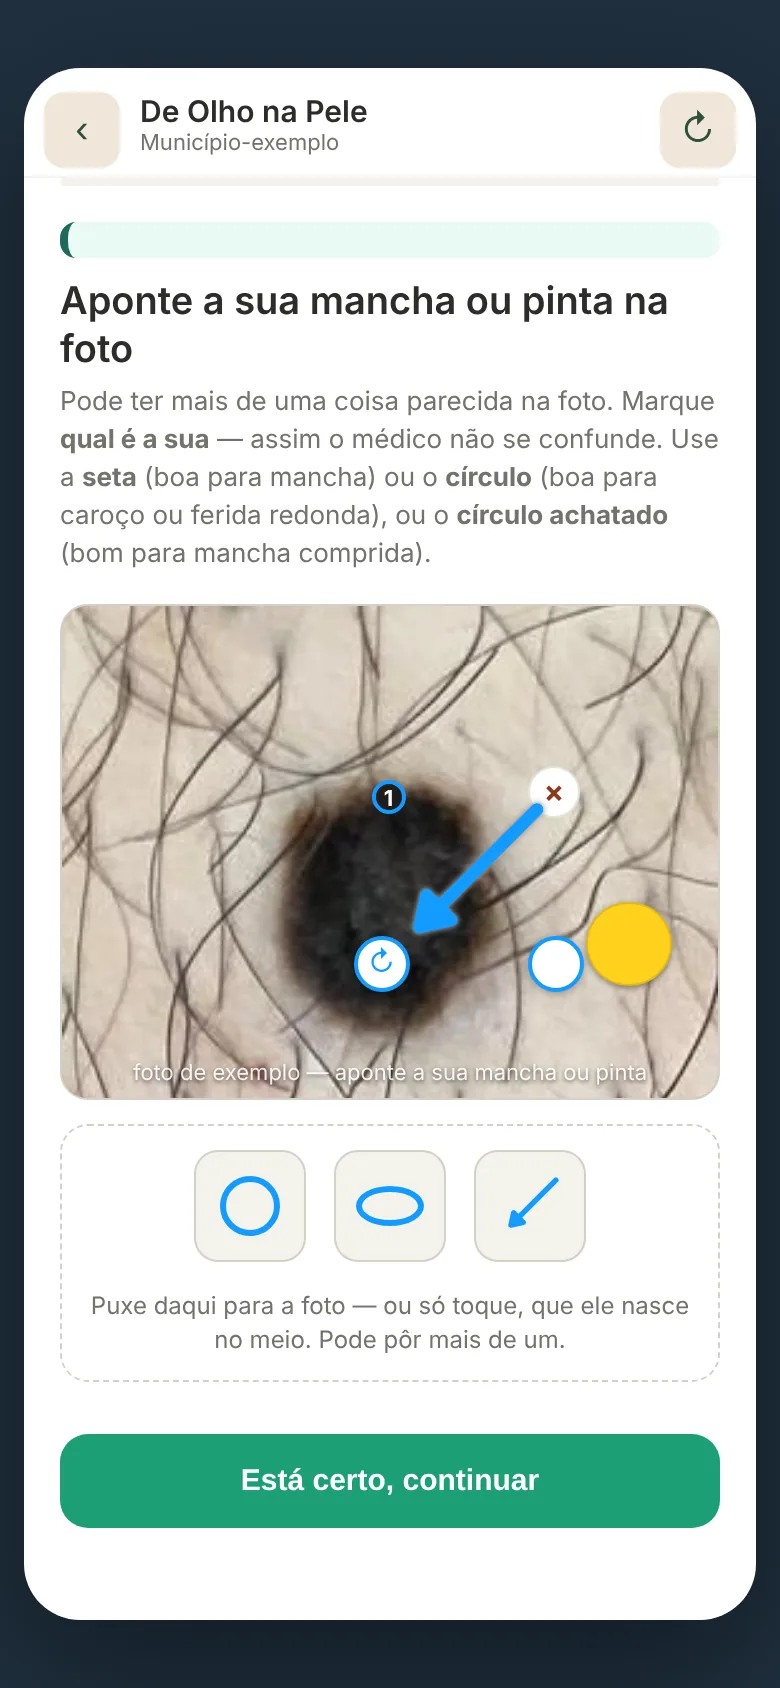 De Olho na Pele
Município-exemplo
Aponte a sua mancha ou pinta na
foto
Pode ter mais de uma coisa parecida na foto. Marque
qual é a sua — assim o médico não se confunde. Use
a seta (boa para mancha) ou o círculo (boa para
caroço ou ferida redonda), ou o círculo achatado
(bom para mancha comprida).
1
foto de exemplo — aponte a sua mancha ou pinta
Puxe daqui para a foto — ou só toque, que ele nasce
no meio. Pode pôr mais de um.
Está certo, continuar